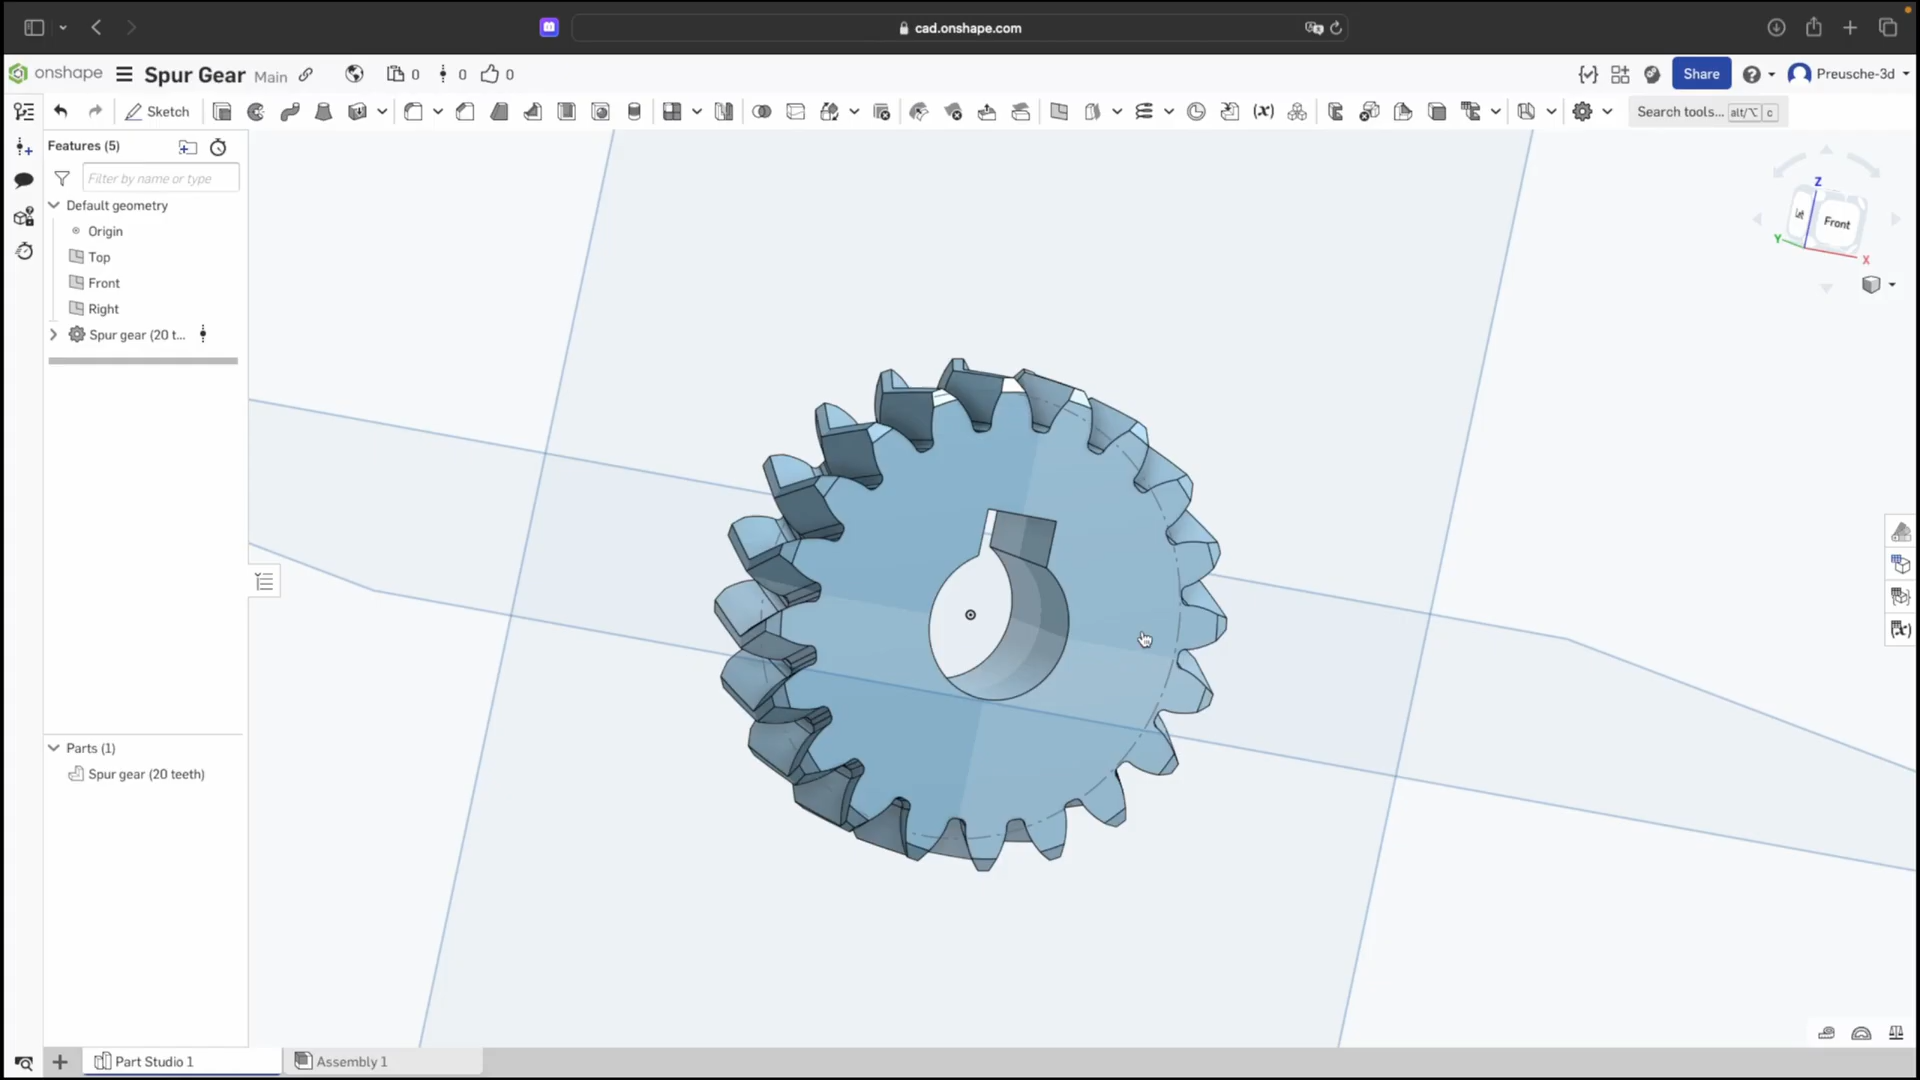 cad.onshape.com
onshape Spur Gear Main 0 0 0 Share Preusche-3d
Sketch Search tools... alt/⌥ c
Features (5)
Filter by name or type
Default geometry
Origin
Top
Front
Right
Spur gear (20 t...
Parts (1)
Spur gear (20 teeth)
Z
Left Front
Y
X
(x)
(x)
Part Studio 1 Assembly 1